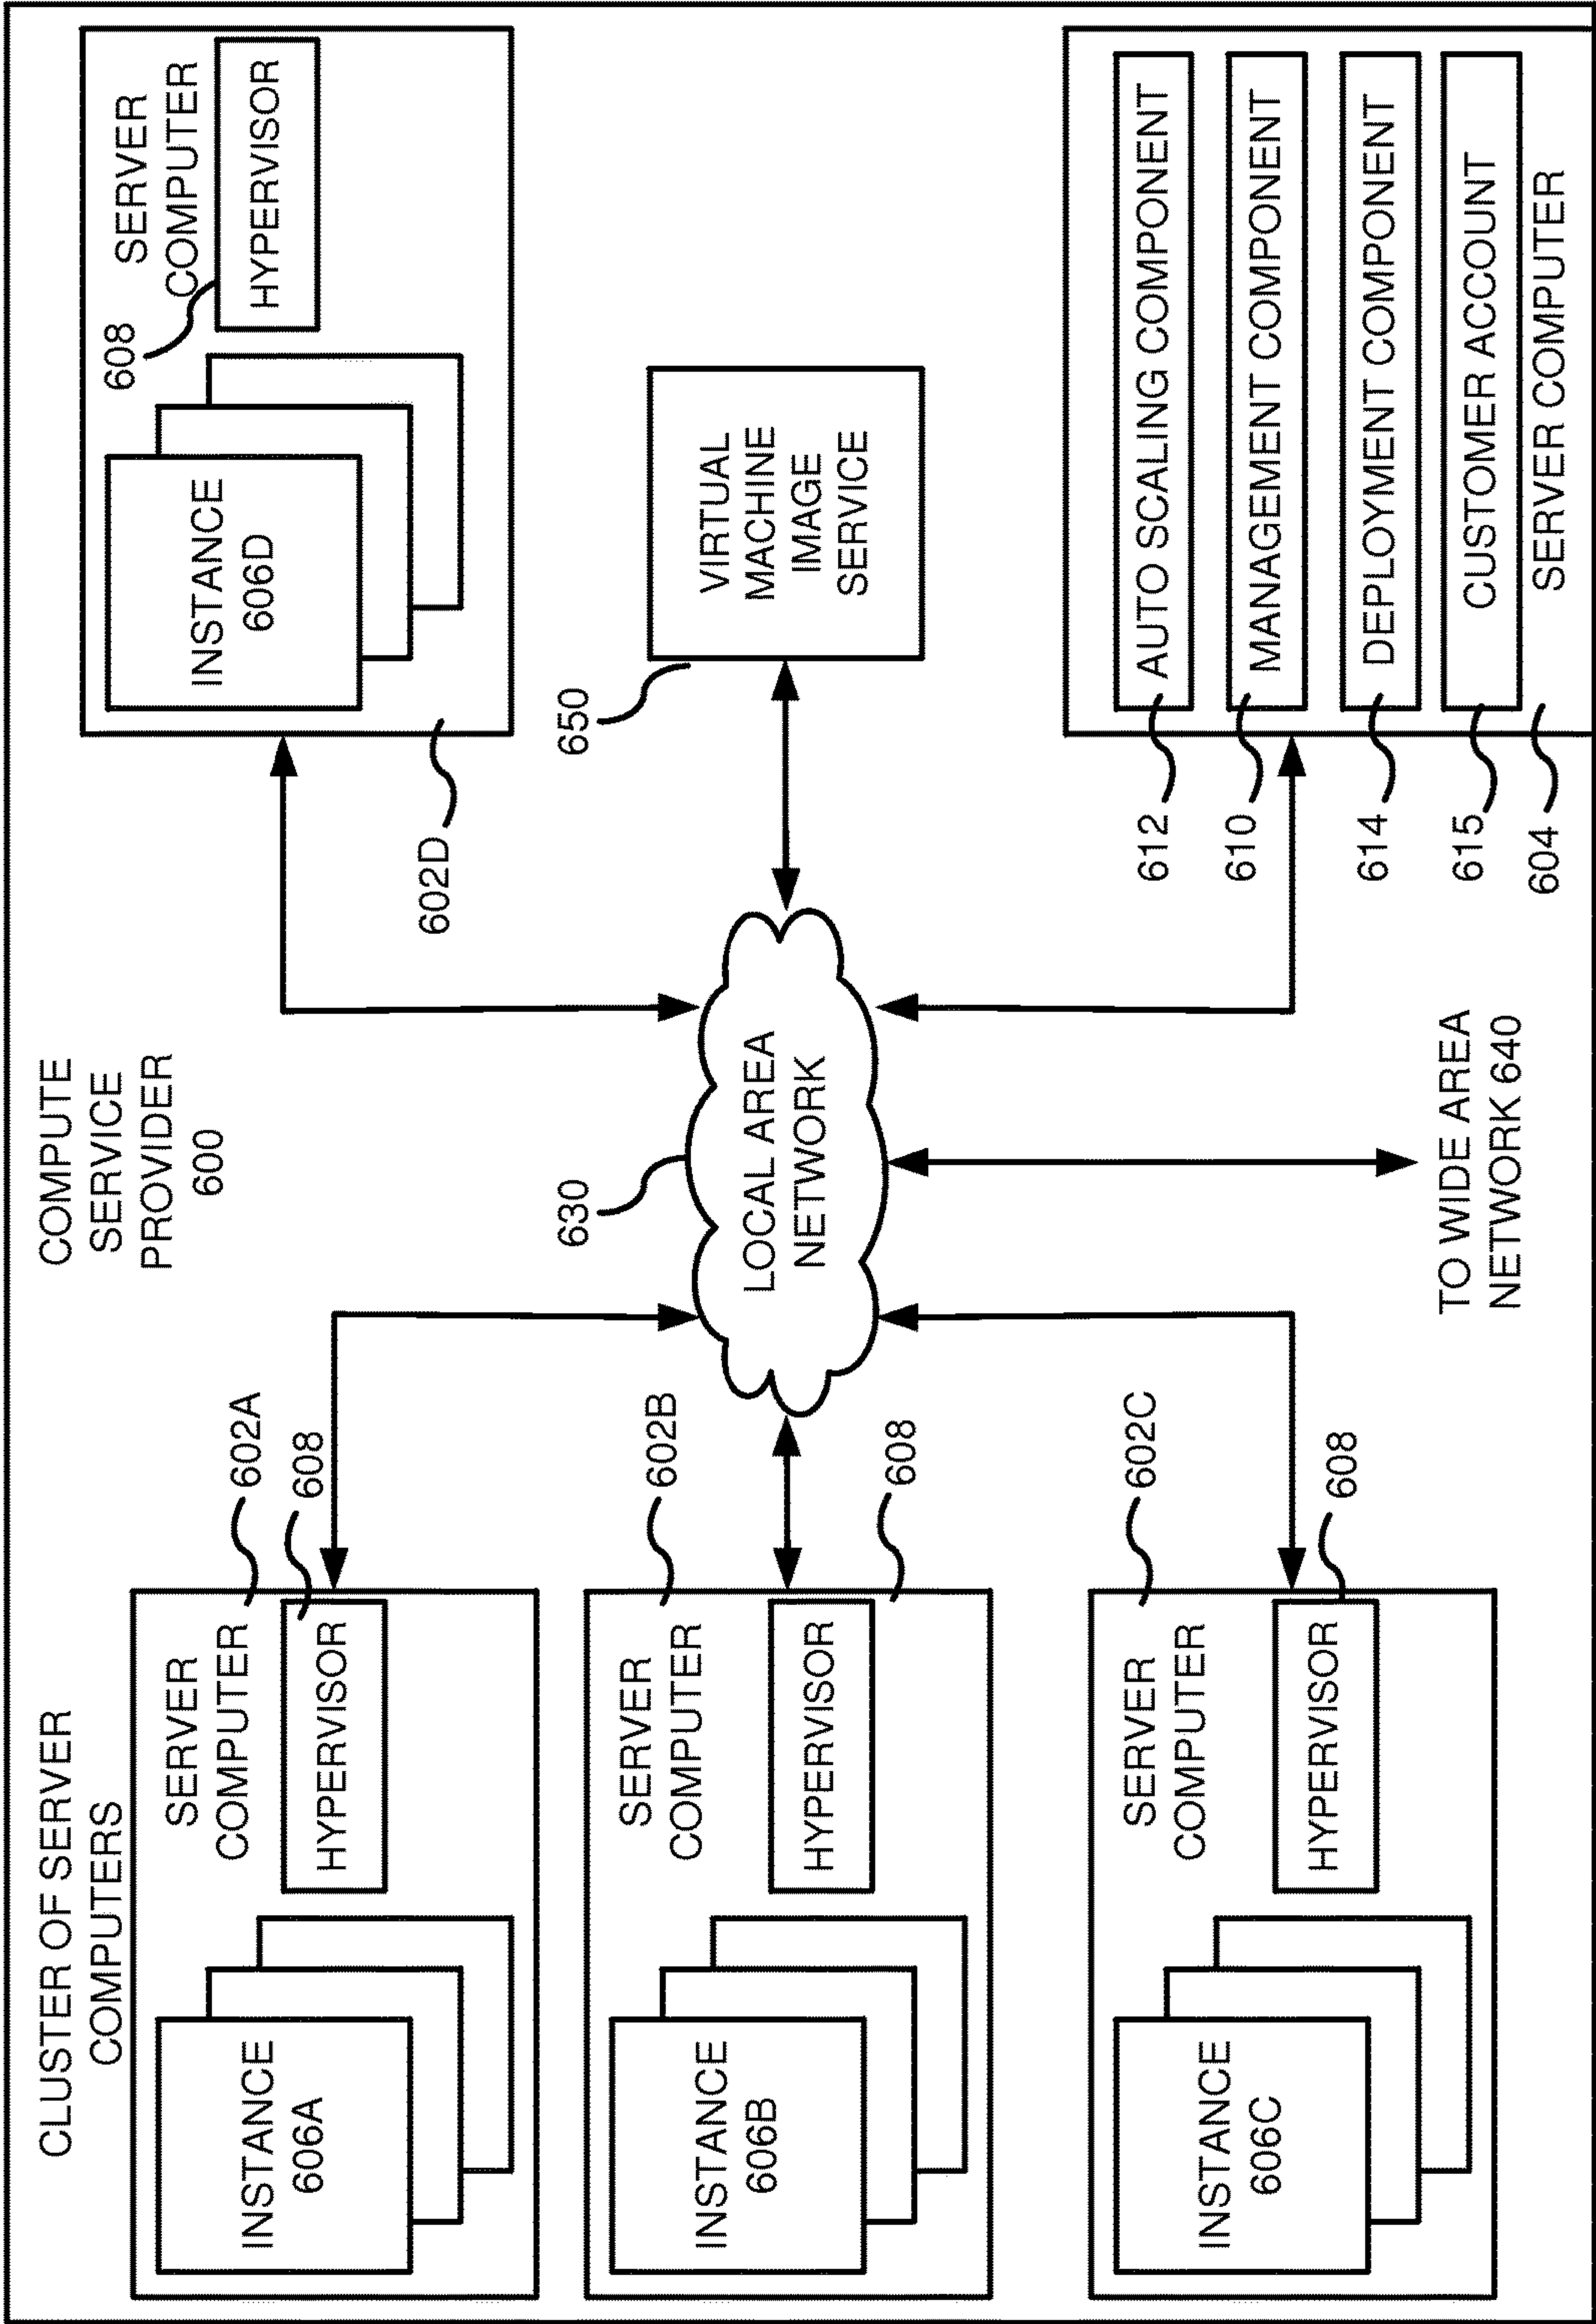 CLUSTER OF SERVER
COMPUTERS
SERVER
COMPUTER
602A
608
HYPERVISOR
INSTANCE
606A
SERVER
COMPUTER
602B
HYPERVISOR
608
INSTANCE
606B
SERVER
COMPUTER
602C
HYPERVISOR
608
INSTANCE
606C
COMPUTE
SERVICE
PROVIDER
600
630
LOCAL AREA
NETWORK
TO WIDE AREA
NETWORK 640
608
SERVER
COMPUTER
HYPERVISOR
INSTANCE
606D
602D
650
VIRTUAL
MACHINE
IMAGE
SERVICE
612
AUTO SCALING COMPONENT
610
MANAGEMENT COMPONENT
614
DEPLOYMENT COMPONENT
615
CUSTOMER ACCOUNT
604
SERVER COMPUTER